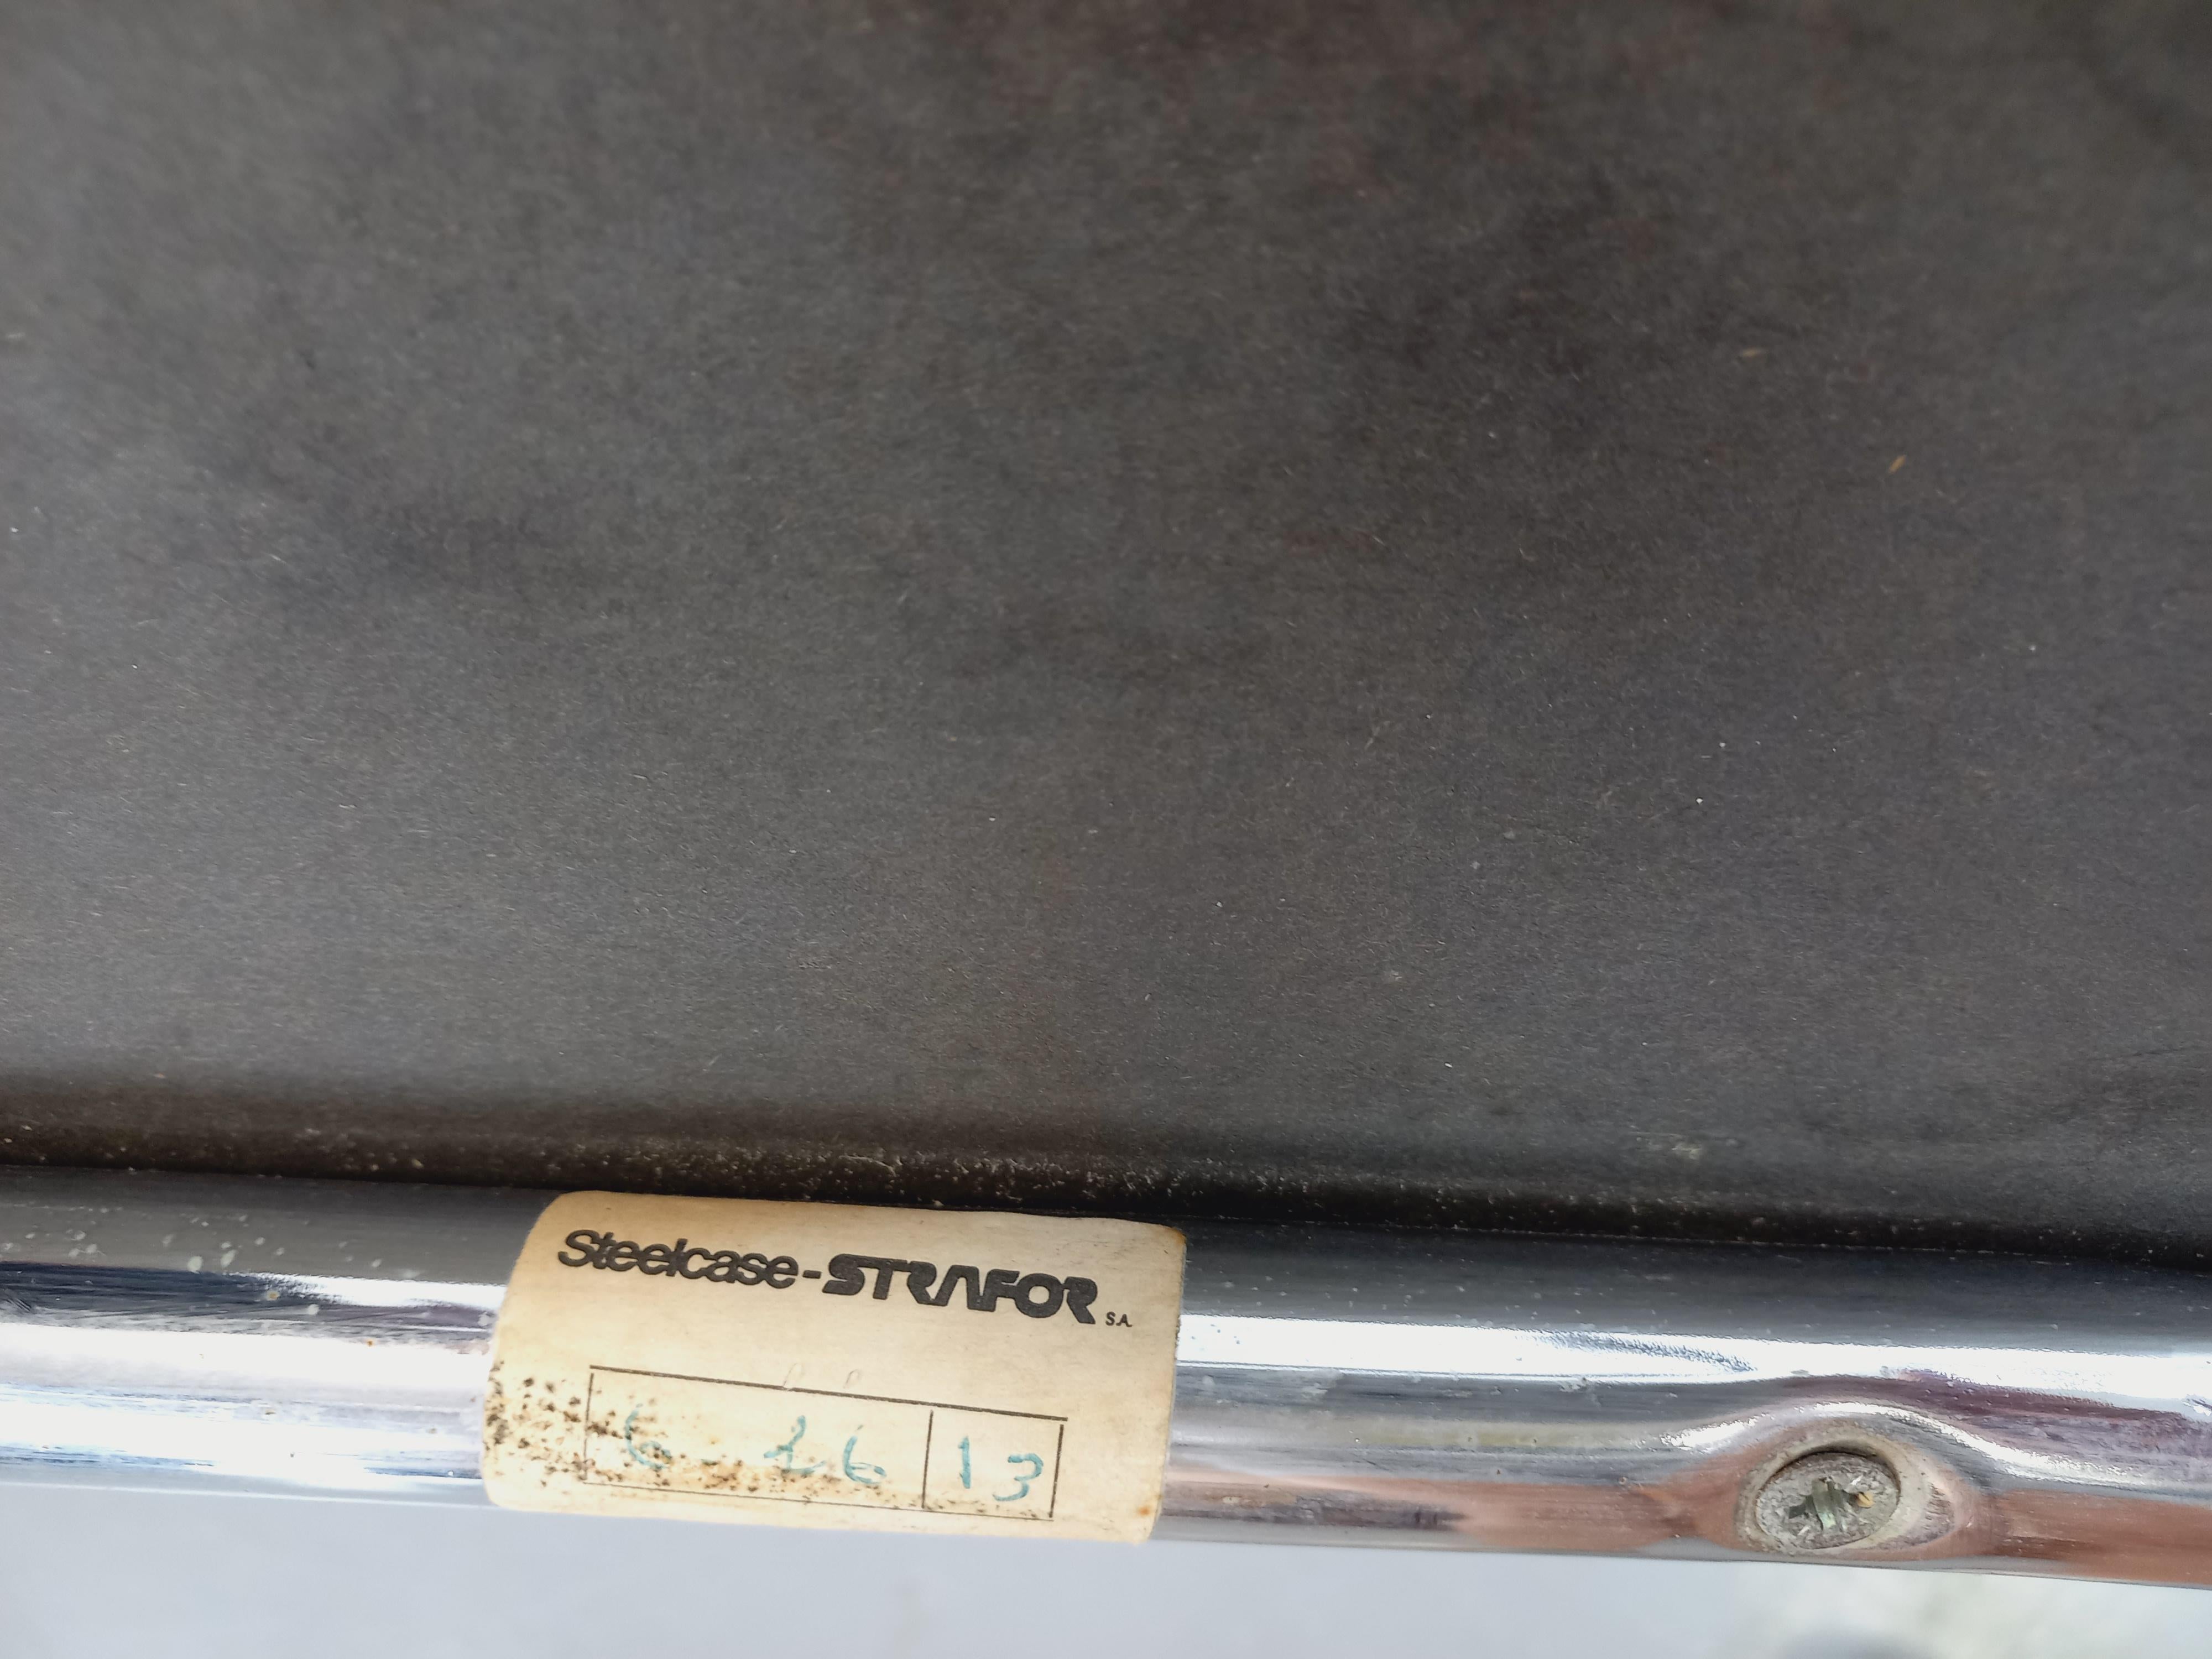 Steelcase-STRAFOR S.A.
6 26 13